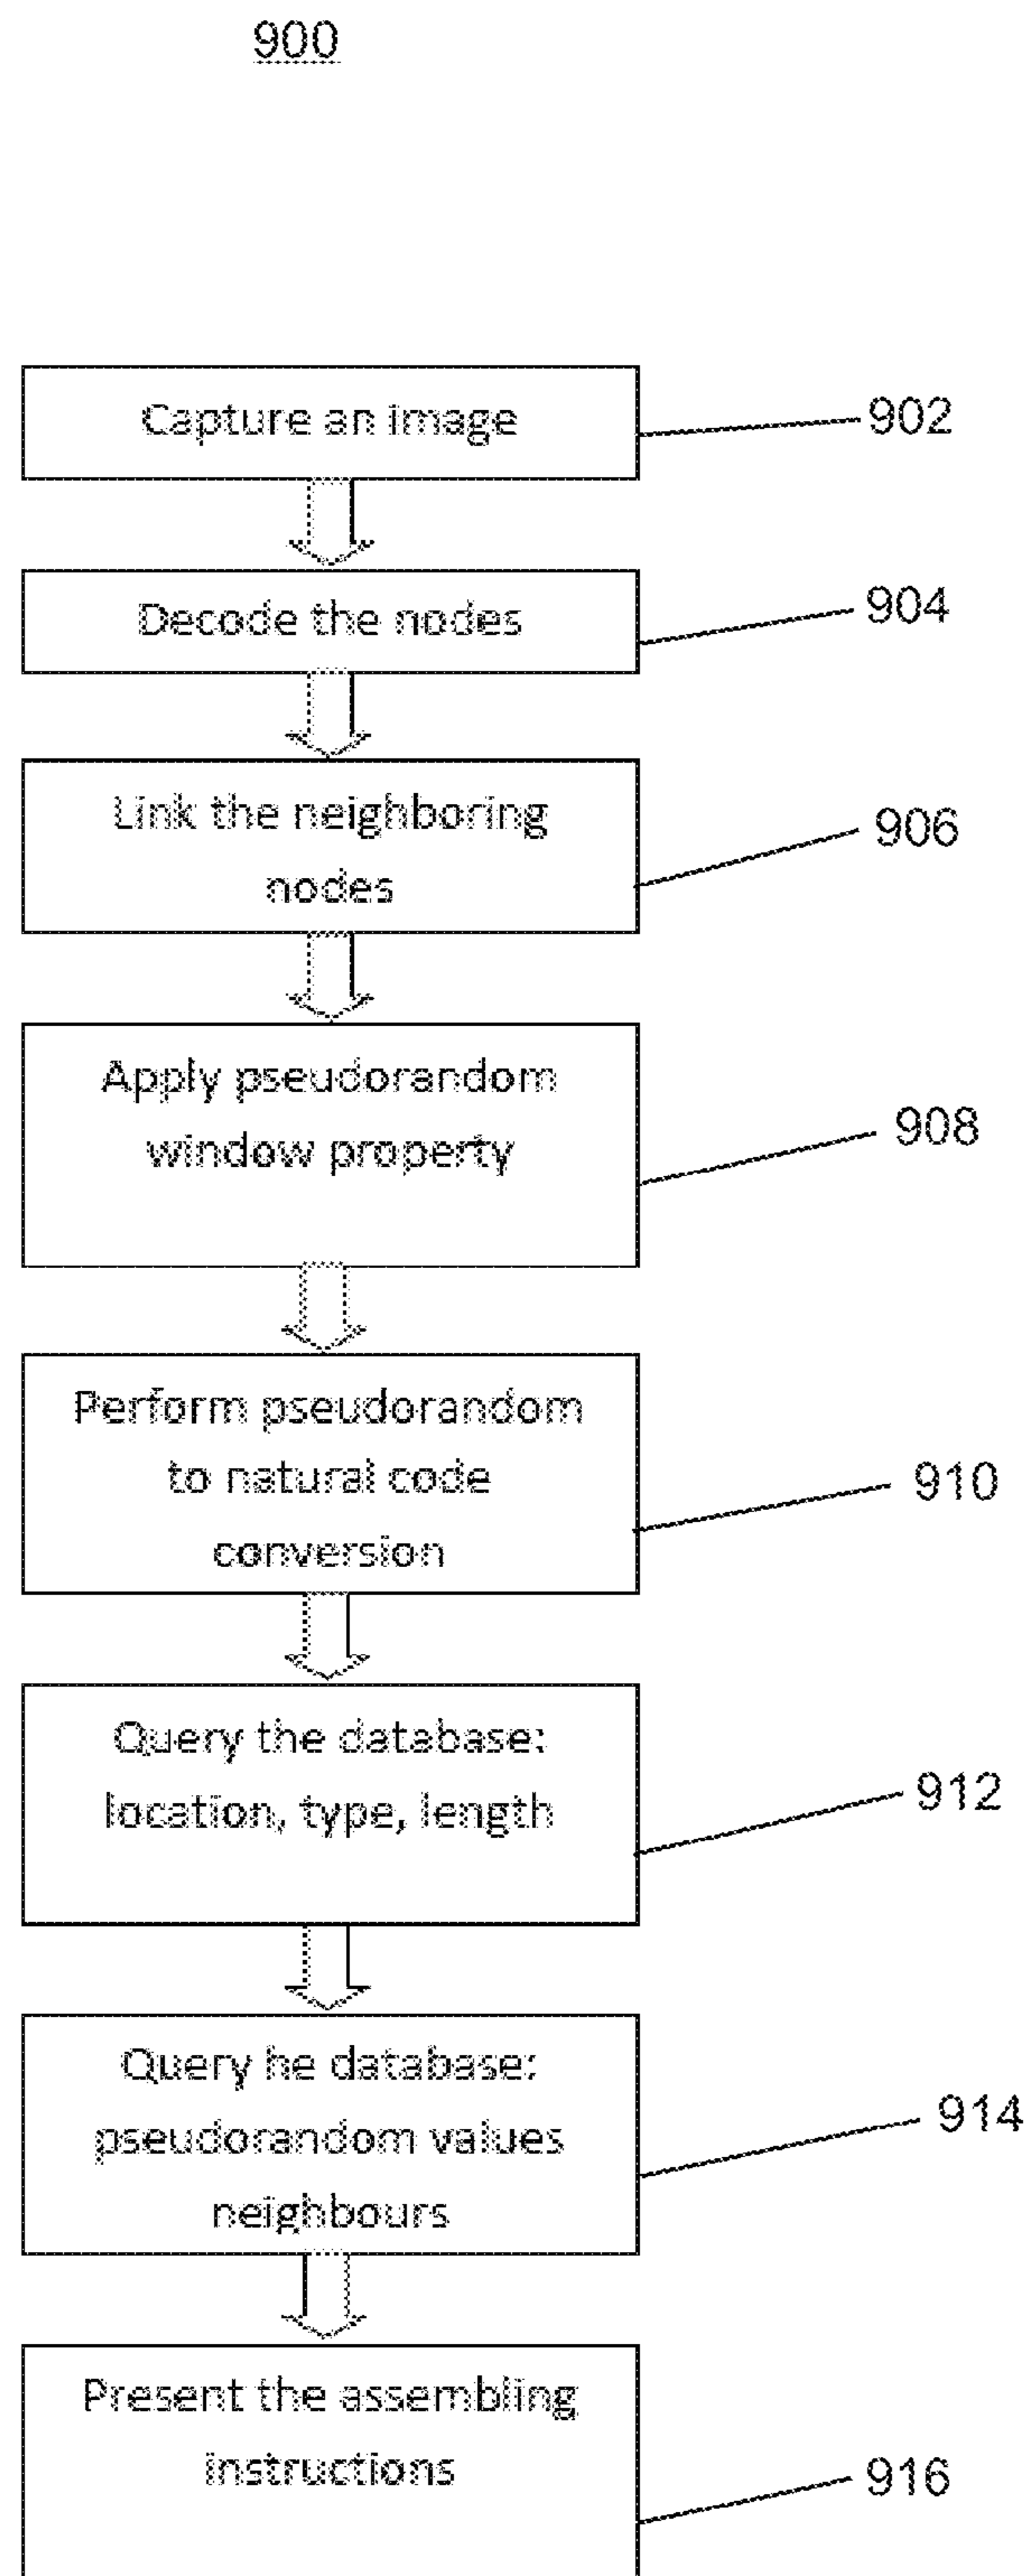 900
Capture an image
902
Decode the nodes
904
Link the neighboring
nodes
906
Apply pseudorandom
window property
908
Perform pseudorandom
to natural code
conversion
910
Query the database:
location, type, length
912
Query he database:
pseudorandom values
neighbours
914
Present the assembling
instructions
916